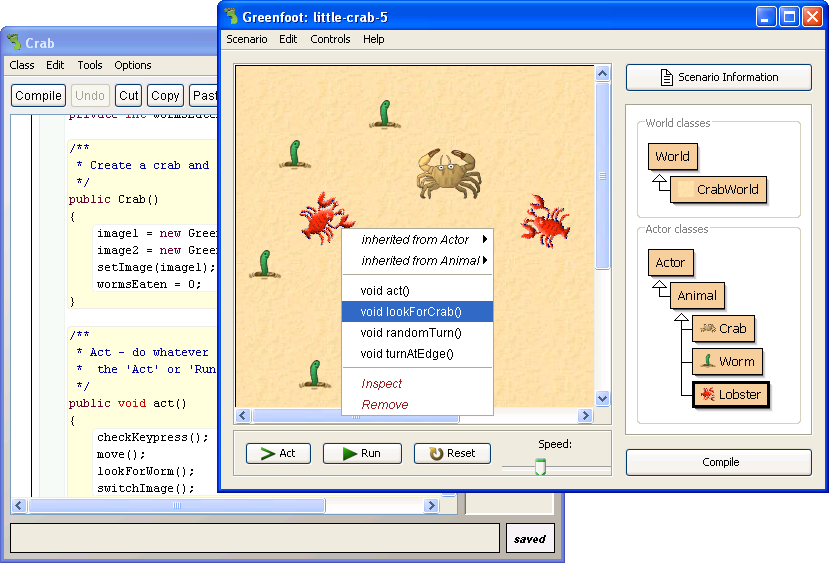 Crab
Class Edit Tools Options
Compile Undo Cut Copy Past
private int wormsEaten
/**
* Create a crab and
*/
public Crab()
{
image1 = new Green
image2 = new Green
setImage(image1);
wormsEaten = 0;
}
/**
* Act - do whatever
* the 'Act' or 'Run
*/
public void act()
{
checkKeypress();
move();
lookForWorm();
switchImage();
saved
Greenfoot: little-crab-5
Scenario Edit Controls Help
inherited from Actor
inherited from Animal
void act()
void lookForCrab()
void randomTurn()
void turnAtEdge()
Inspect
Remove
Act Run Reset Speed:
Scenario Information
World classes
World
CrabWorld
Actor classes
Actor
Animal
Crab
Worm
Lobster
Compile